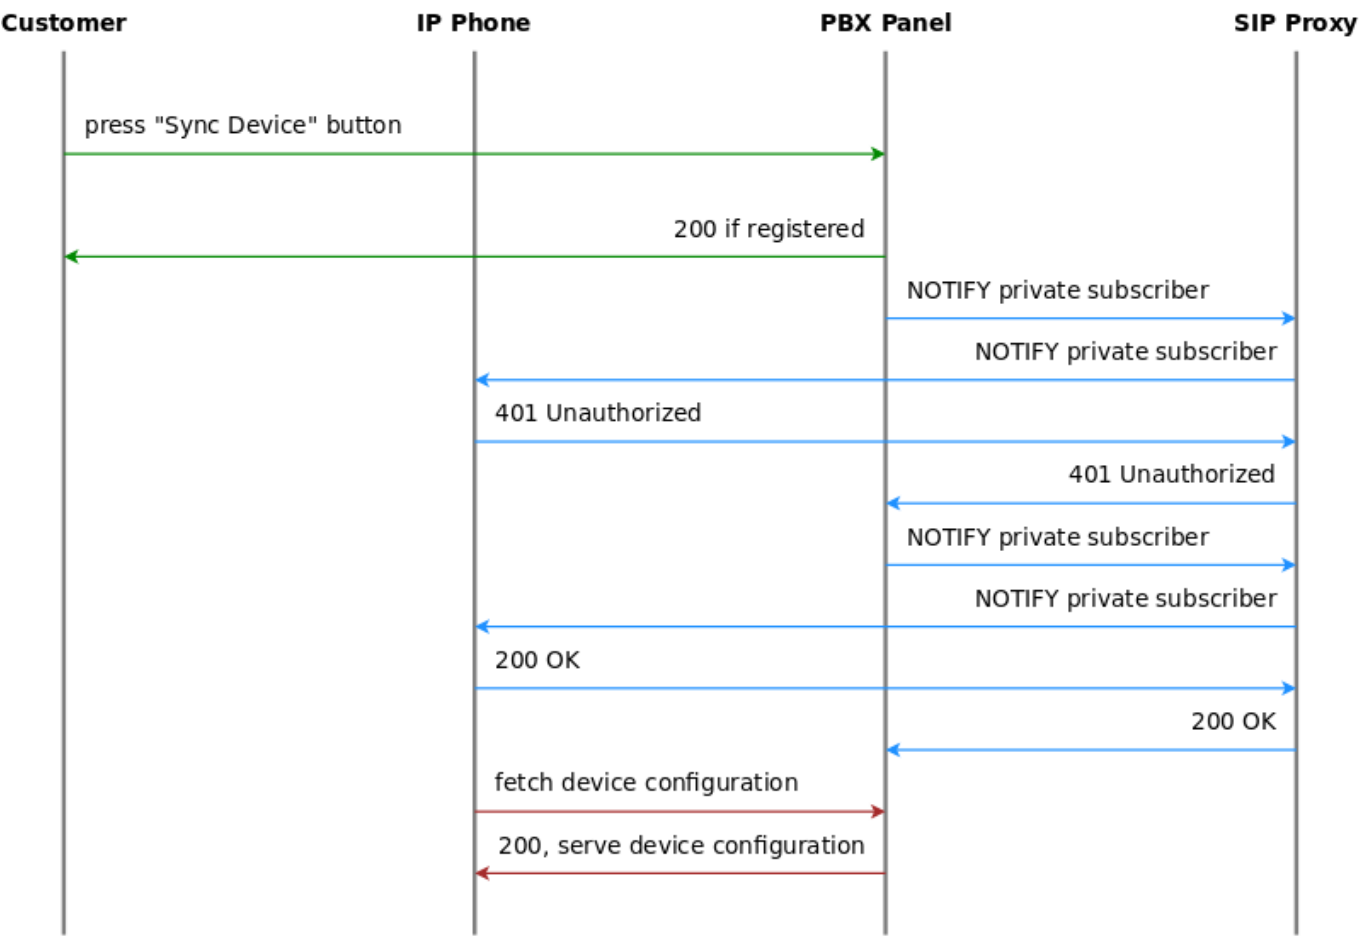 Customer IP Phone PBX Panel SIP Proxy
press "Sync Device" button
200 if registered
NOTIFY private subscriber
NOTIFY private subscriber
401 Unauthorized
401 Unauthorized
NOTIFY private subscriber
NOTIFY private subscriber
200 OK
200 OK
fetch device configuration
200, serve device configuration